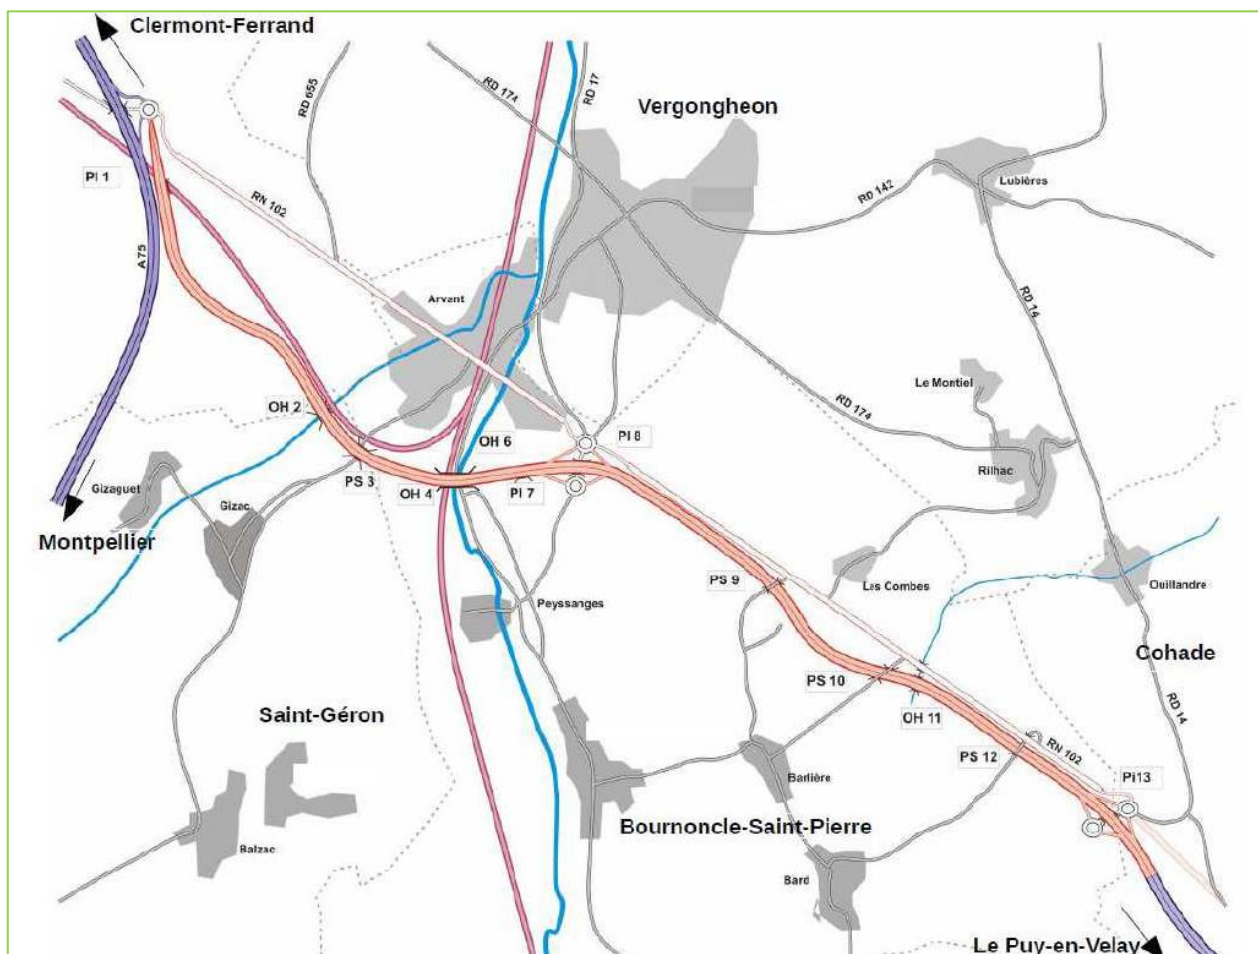 Clermont-Ferrand
RD 655
RD 174
RD 17
Vergongheon
PI 1
RN 102
RD 142
Lubières
A75
Arvant
RD 14
Le Montiel
OH 2
RD 174
OH 6
PI 8
Rilhac
Gizaguet
PS 3
OH 4
PI 7
Gizac
Montpellier
PS 9
Les Combes
Ouillandre
Peyssanges
Cohade
PS 10
Saint-Géron
OH 11
RD 14
RN 102
PS 12
Barlière
Pi13
Bournoncle-Saint-Pierre
Balzac
Bard
Le Puy-en-Velay